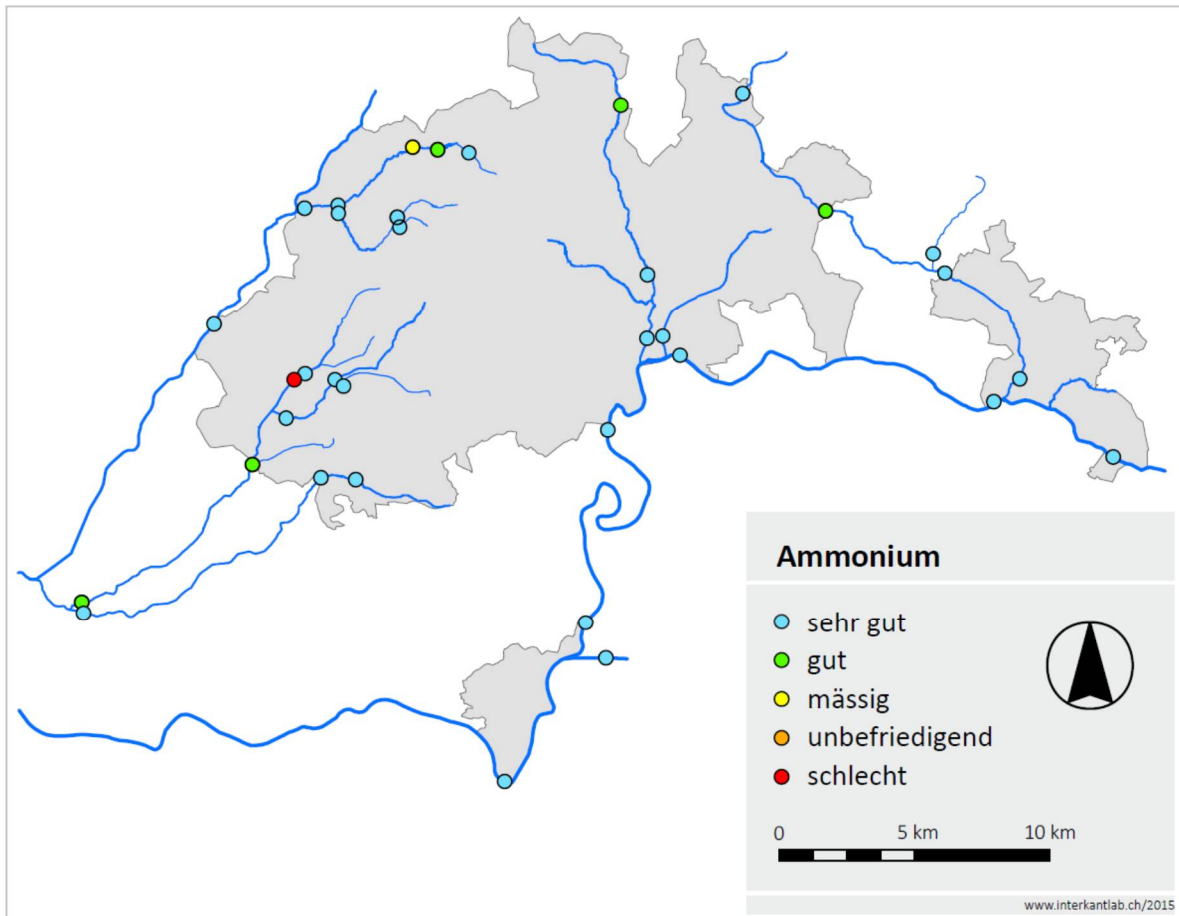 Ammonium
sehr gut
gut
mässig
unbefriedigend
schlecht
0 5 km 10 km
www.interkantlab.ch/2015